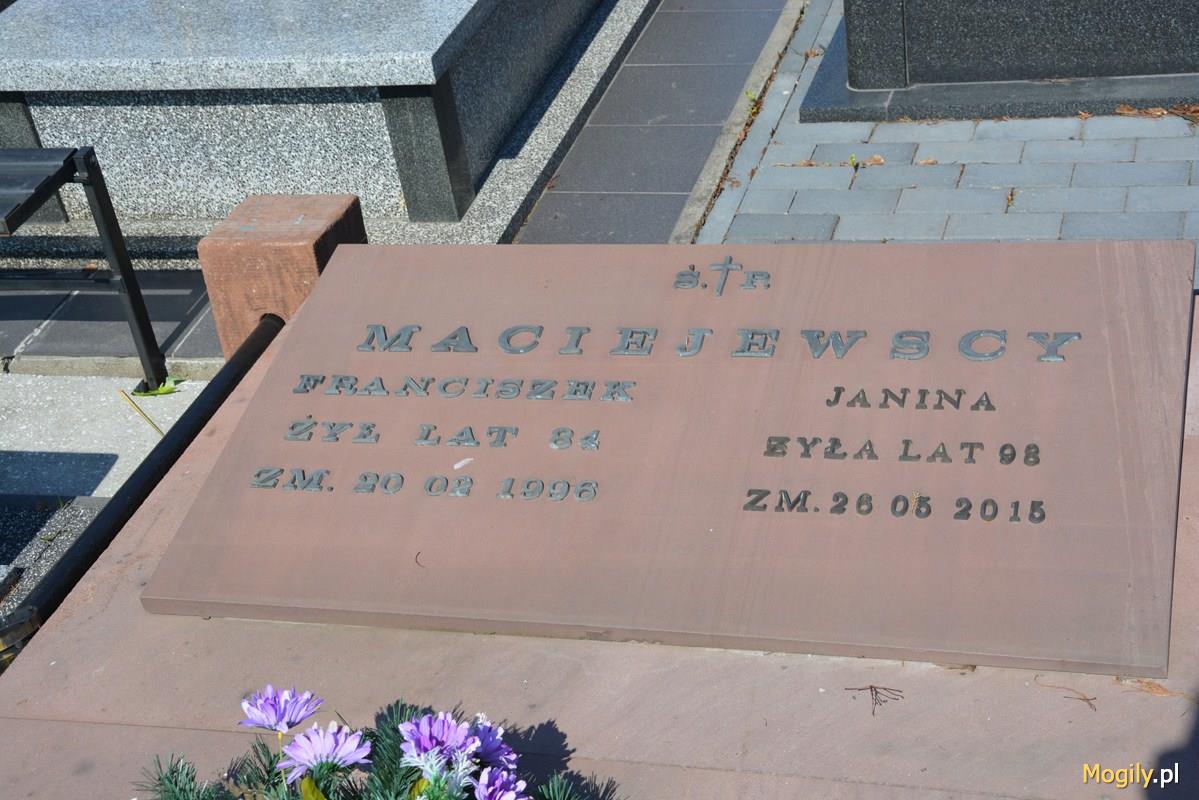 Ś. P.
MACIEJEWSCY
FRANCISZEK
ŻYŁ LAT 84
ZM. 20 02 1996
JANINA
ŻYŁA LAT 98
ZM. 26 05 2015
Mogily.pl